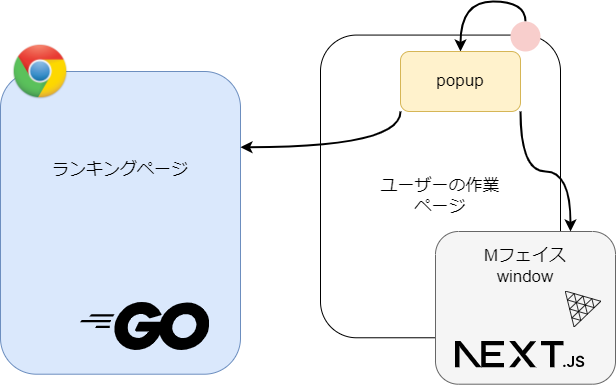 popup
ランキングページ
ユーザーの作業
ページ
Mフェイス
window
GO
NEXT.JS